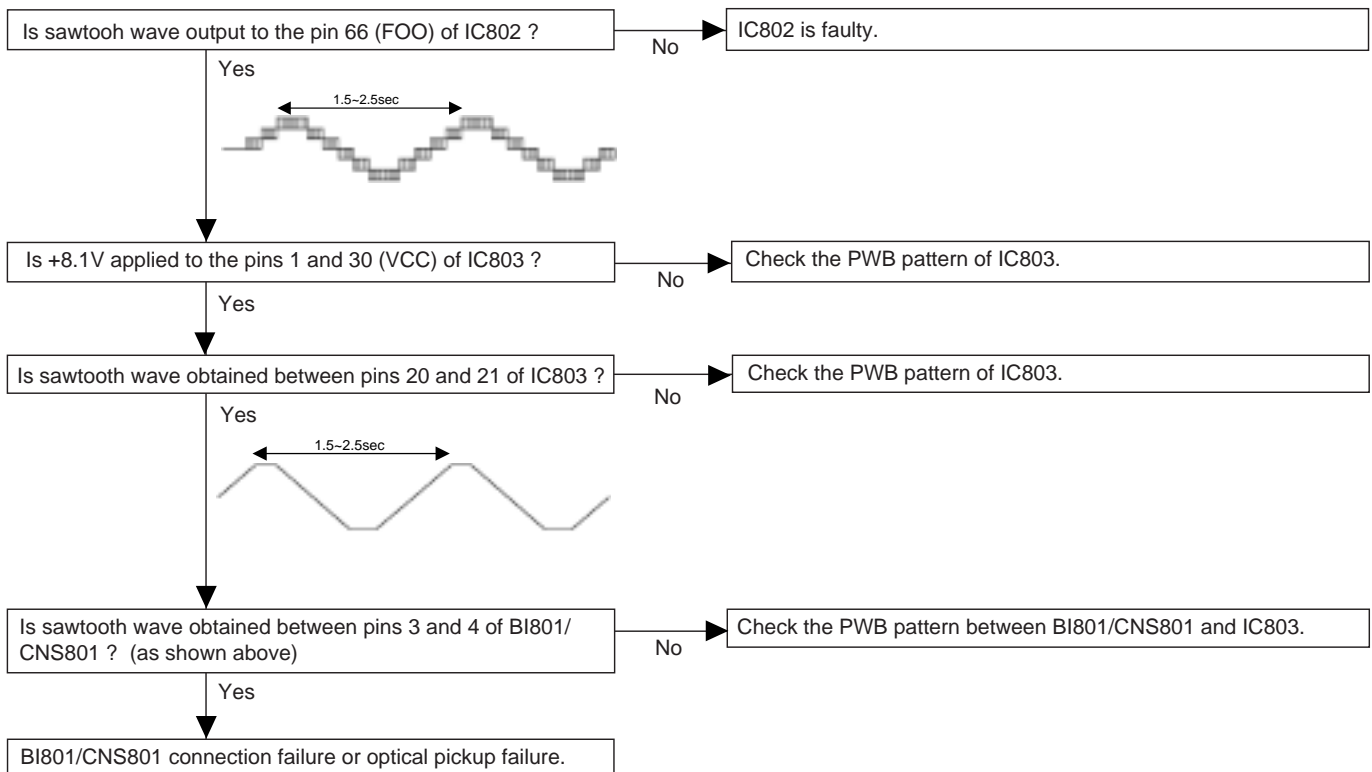 Is sawtooh wave output to the pin 66 (FOO) of IC802 ?
No
IC802 is faulty.
Yes
1.5~2.5sec
Is +8.1V applied to the pins 1 and 30 (VCC) of IC803 ?
No
Check the PWB pattern of IC803.
Yes
Is sawtooth wave obtained between pins 20 and 21 of IC803 ?
No
Check the PWB pattern of IC803.
Yes
1.5~2.5sec
Is sawtooth wave obtained between pins 3 and 4 of BI801/
CNS801 ?  (as shown above)
No
Check the PWB pattern between BI801/CNS801 and IC803.
Yes
BI801/CNS801 connection failure or optical pickup failure.